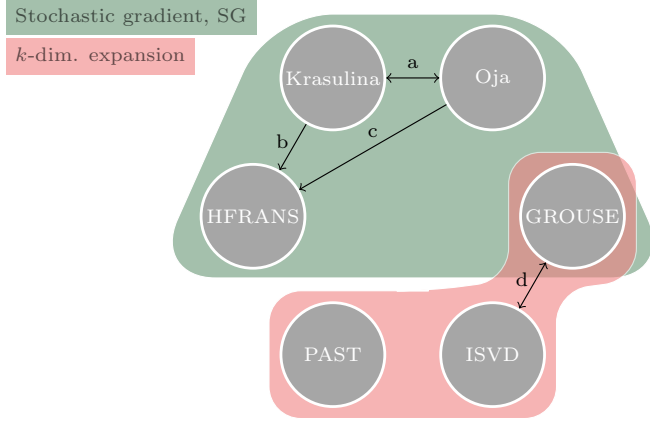 Stochastic gradient, SG
k-dim. expansion
Krasulina
a
Oja
b
c
HFRANS
GROUSE
d
PAST
ISVD